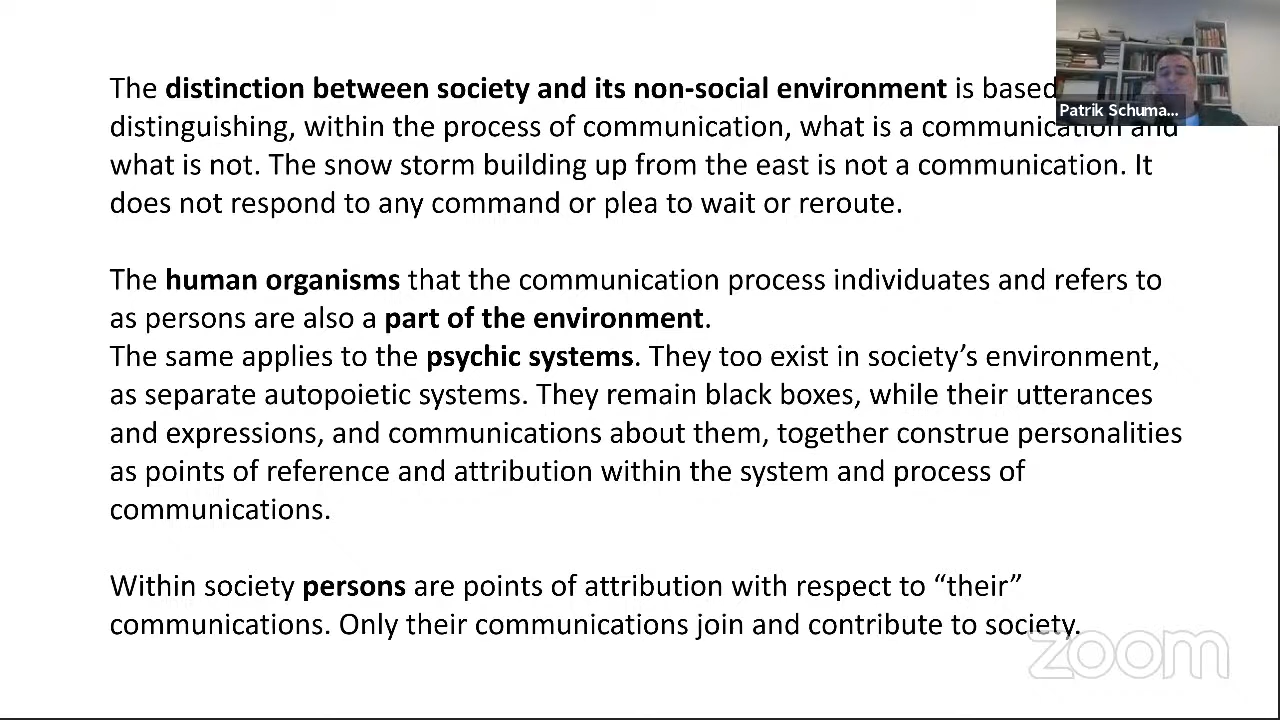 The distinction between society and its non-social environment is based
distinguishing, within the process of communication, what is a communication and
what is not. The snow storm building up from the east is not a communication. It
does not respond to any command or plea to wait or reroute.
The human organisms that the communication process individuates and refers to
as persons are also a part of the environment.
The same applies to the psychic systems. They too exist in society’s environment,
as separate autopoietic systems. They remain black boxes, while their utterances
and expressions, and communications about them, together construe personalities
as points of reference and attribution within the system and process of
communications.
Within society persons are points of attribution with respect to “their”
communications. Only their communications join and contribute to society.
Patrik Schuma...
zoom